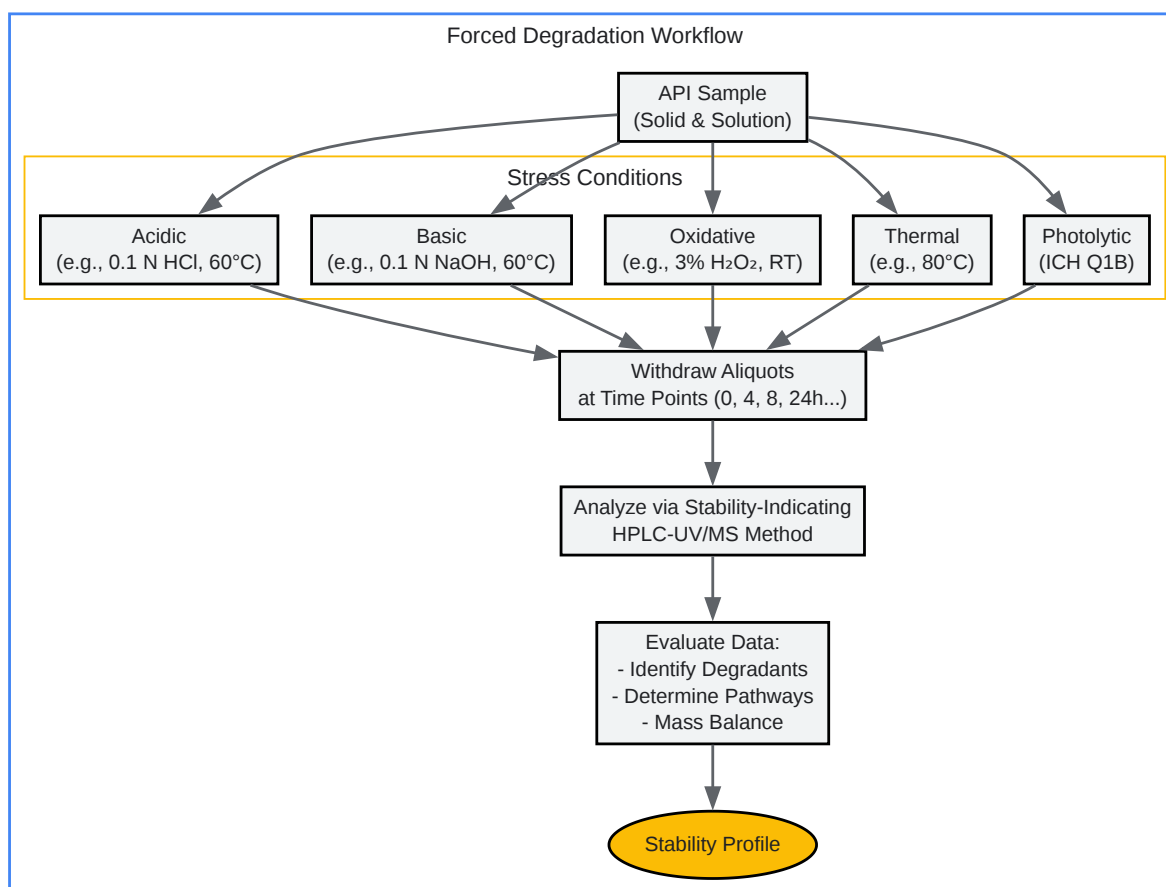 Forced Degradation Workflow
API Sample
(Solid & Solution)
Stress Conditions
Acidic
(e.g., 0.1 N HCl, 60°C)
Basic
(e.g., 0.1 N NaOH, 60°C)
Oxidative
(e.g., 3% H₂O₂, RT)
Thermal
(e.g., 80°C)
Photolytic
(ICH Q1B)
Withdraw Aliquots
at Time Points (0, 4, 8, 24h...)
Analyze via Stability-Indicating
HPLC-UV/MS Method
Evaluate Data:
- Identify Degradants
- Determine Pathways
- Mass Balance
Stability Profile